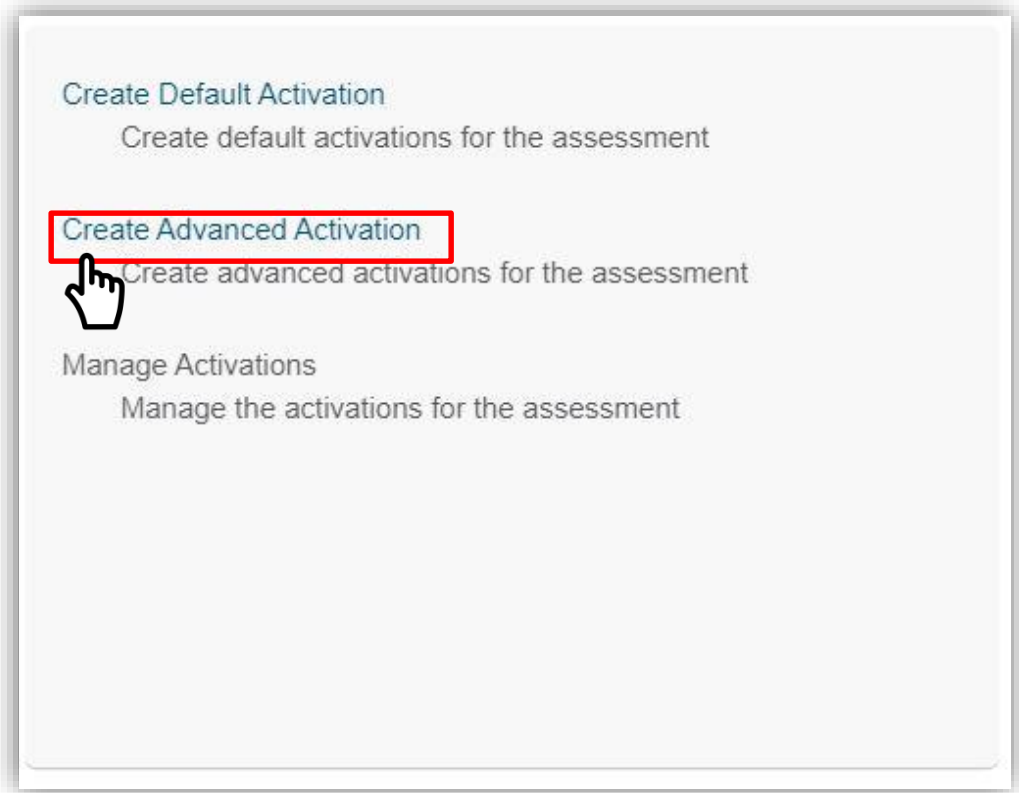 Create Default Activation
Create default activations for the assessment
Create Advanced Activation
Create advanced activations for the assessment
Manage Activations
Manage the activations for the assessment